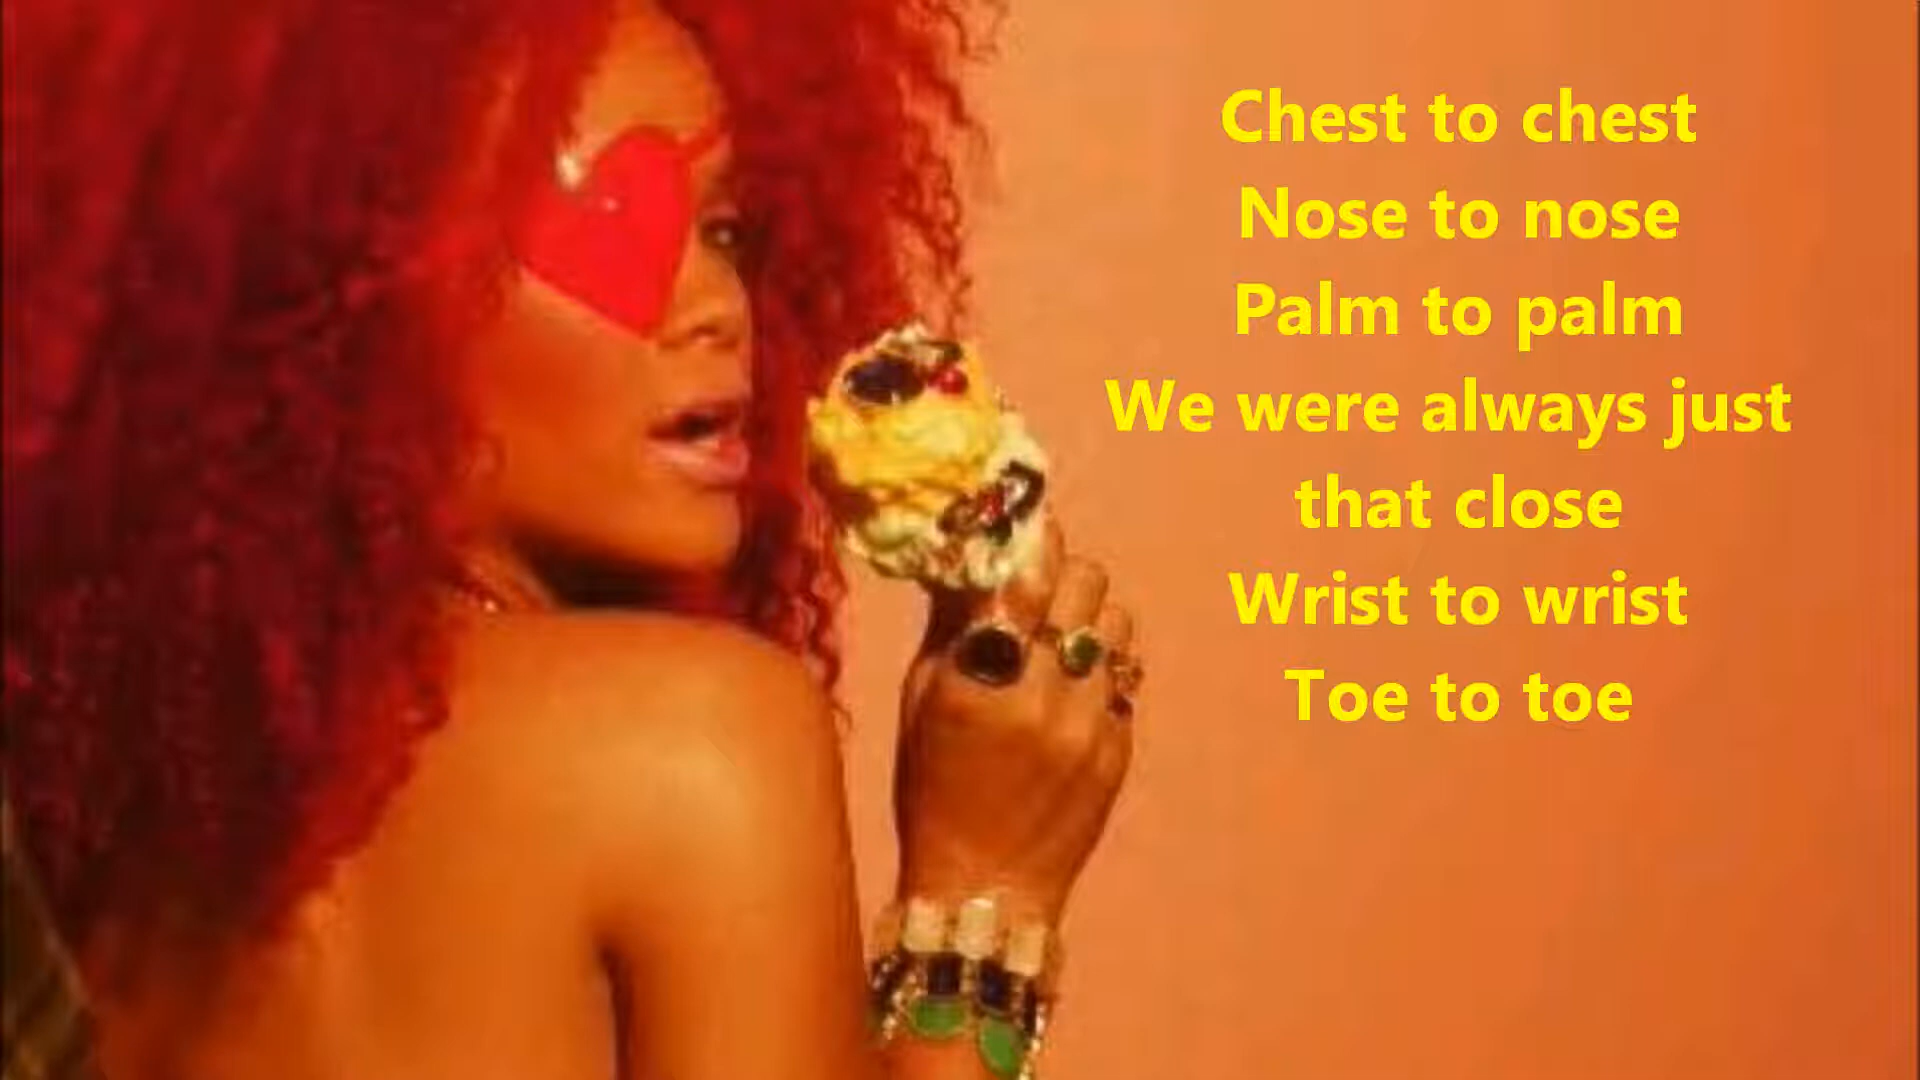 Chest to chest
Nose to nose
Palm to palm
We were always just
that close
Wrist to wrist
Toe to toe